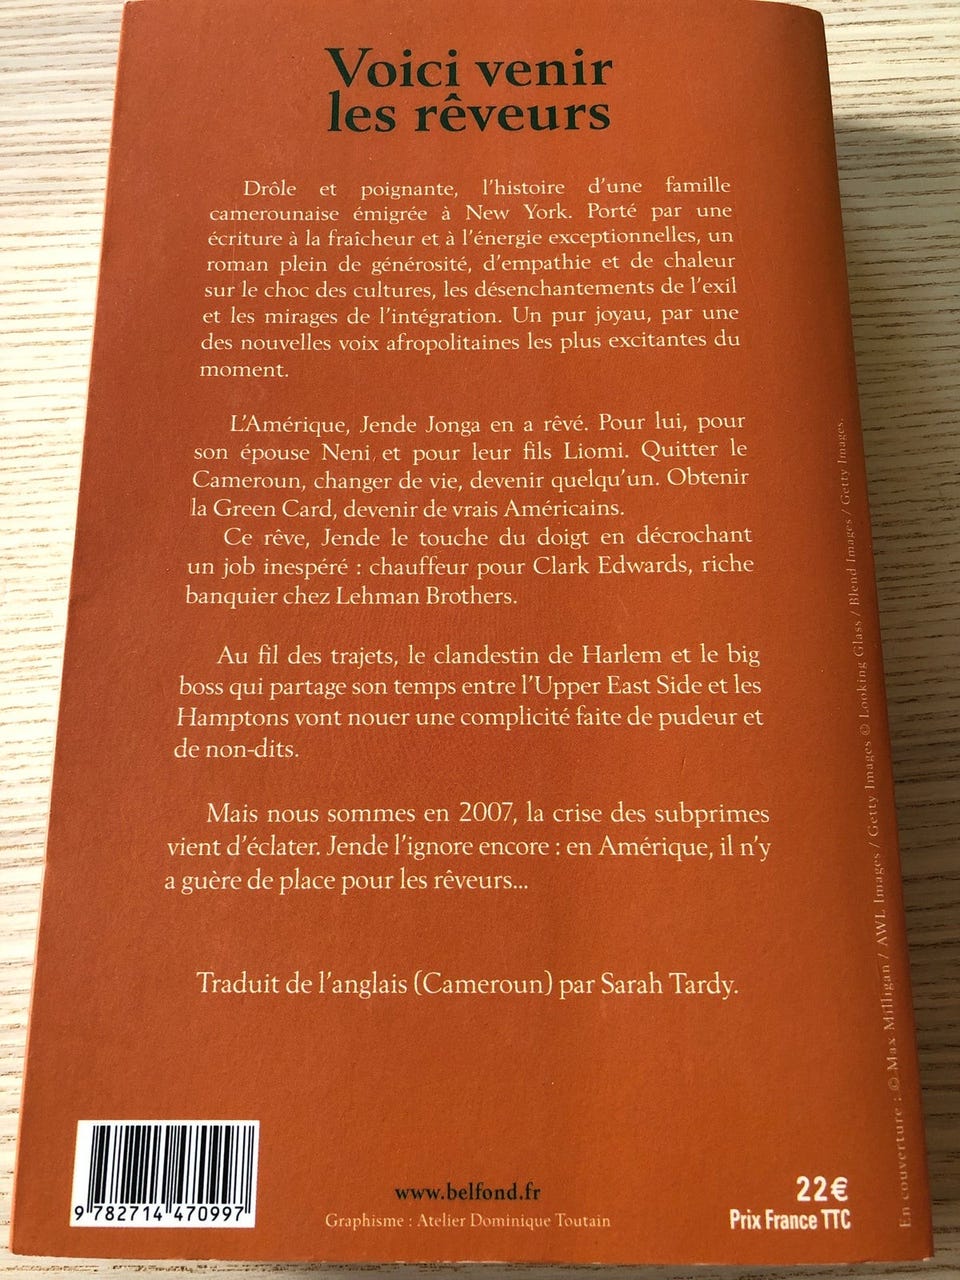 Voici venir
les rêveurs
Drôle et poignante, l'histoire d'une famille
camerounaise émigrée à New York. Porté par une
écriture à la fraîcheur et à l'énergie exceptionnelles, un
roman plein de générosité, d'empathie et de chaleur
sur le choc des cultures, les désenchantements de l'exil
et les mirages de l'intégration. Un pur joyau, par une
des nouvelles voix afropolitaines les plus excitantes du
moment.
L'Amérique, Jende Jonga en a rêvé. Pour lui, pour
son épouse Neni, et pour leur fils Liomi. Quitter le
Cameroun, changer de vie, devenir quelqu'un. Obtenir
la Green Card, devenir de vrais Américains.
Ce rêve, Jende le touche du doigt en décrochant
un job inespéré : chauffeur pour Clark Edwards, riche
banquier chez Lehman Brothers.
Au fil des trajets, le clandestin de Harlem et le big
boss qui partage son temps entre l'Upper East Side et les
Hamptons vont nouer une complicité faite de pudeur et
de non-dits.
Mais nous sommes en 2007, la crise des subprimes
vient d'éclater. Jende l'ignore encore : en Amérique, il n'y
a guère de place pour les rêveurs...
Traduit de l'anglais (Cameroun) par Sarah Tardy.
9 782714 470997
www.belfond.fr
Graphisme : Atelier Dominique Toutain
22€
Prix France TTC
En couverture : © Max Milligan / AWL Images / Getty Images © Looking Glass / Blend Images / Getty Images.